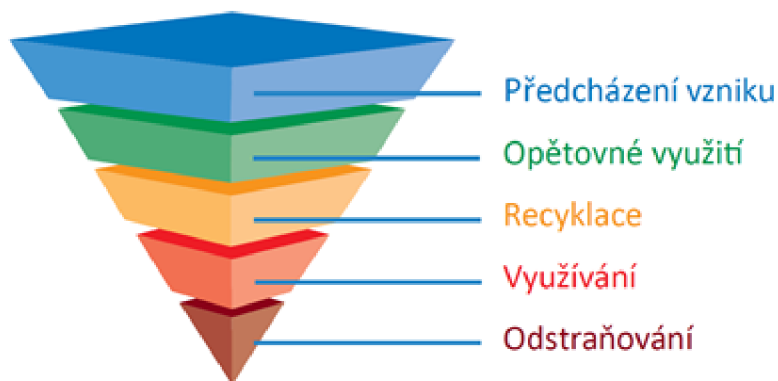 Předcházení vzniku
Opětovné využití
Recyklace
Využívání
Odstraňování